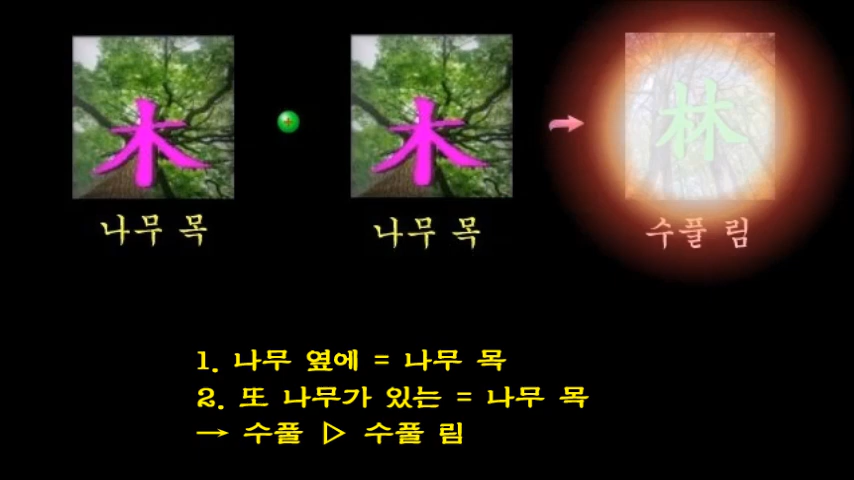 木 木 林
나무 목 나무 목 수풀 림
1. 나무 옆에 = 나무 목
2. 또 나무가 있는 = 나무 목
→ 수풀 ▷ 수풀 림